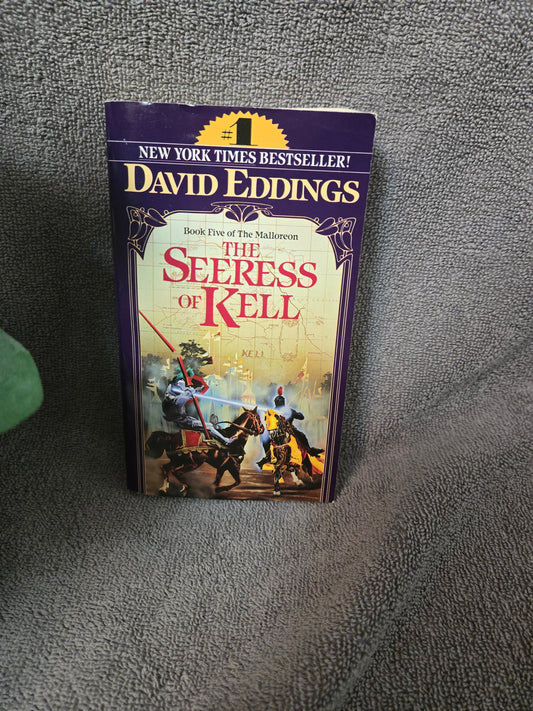 #1
NEW YORK TIMES BESTSELLER!
DAVID EDDINGS
Book Five of The Malloreon
THE
SEERESS
OF KELL
KELL